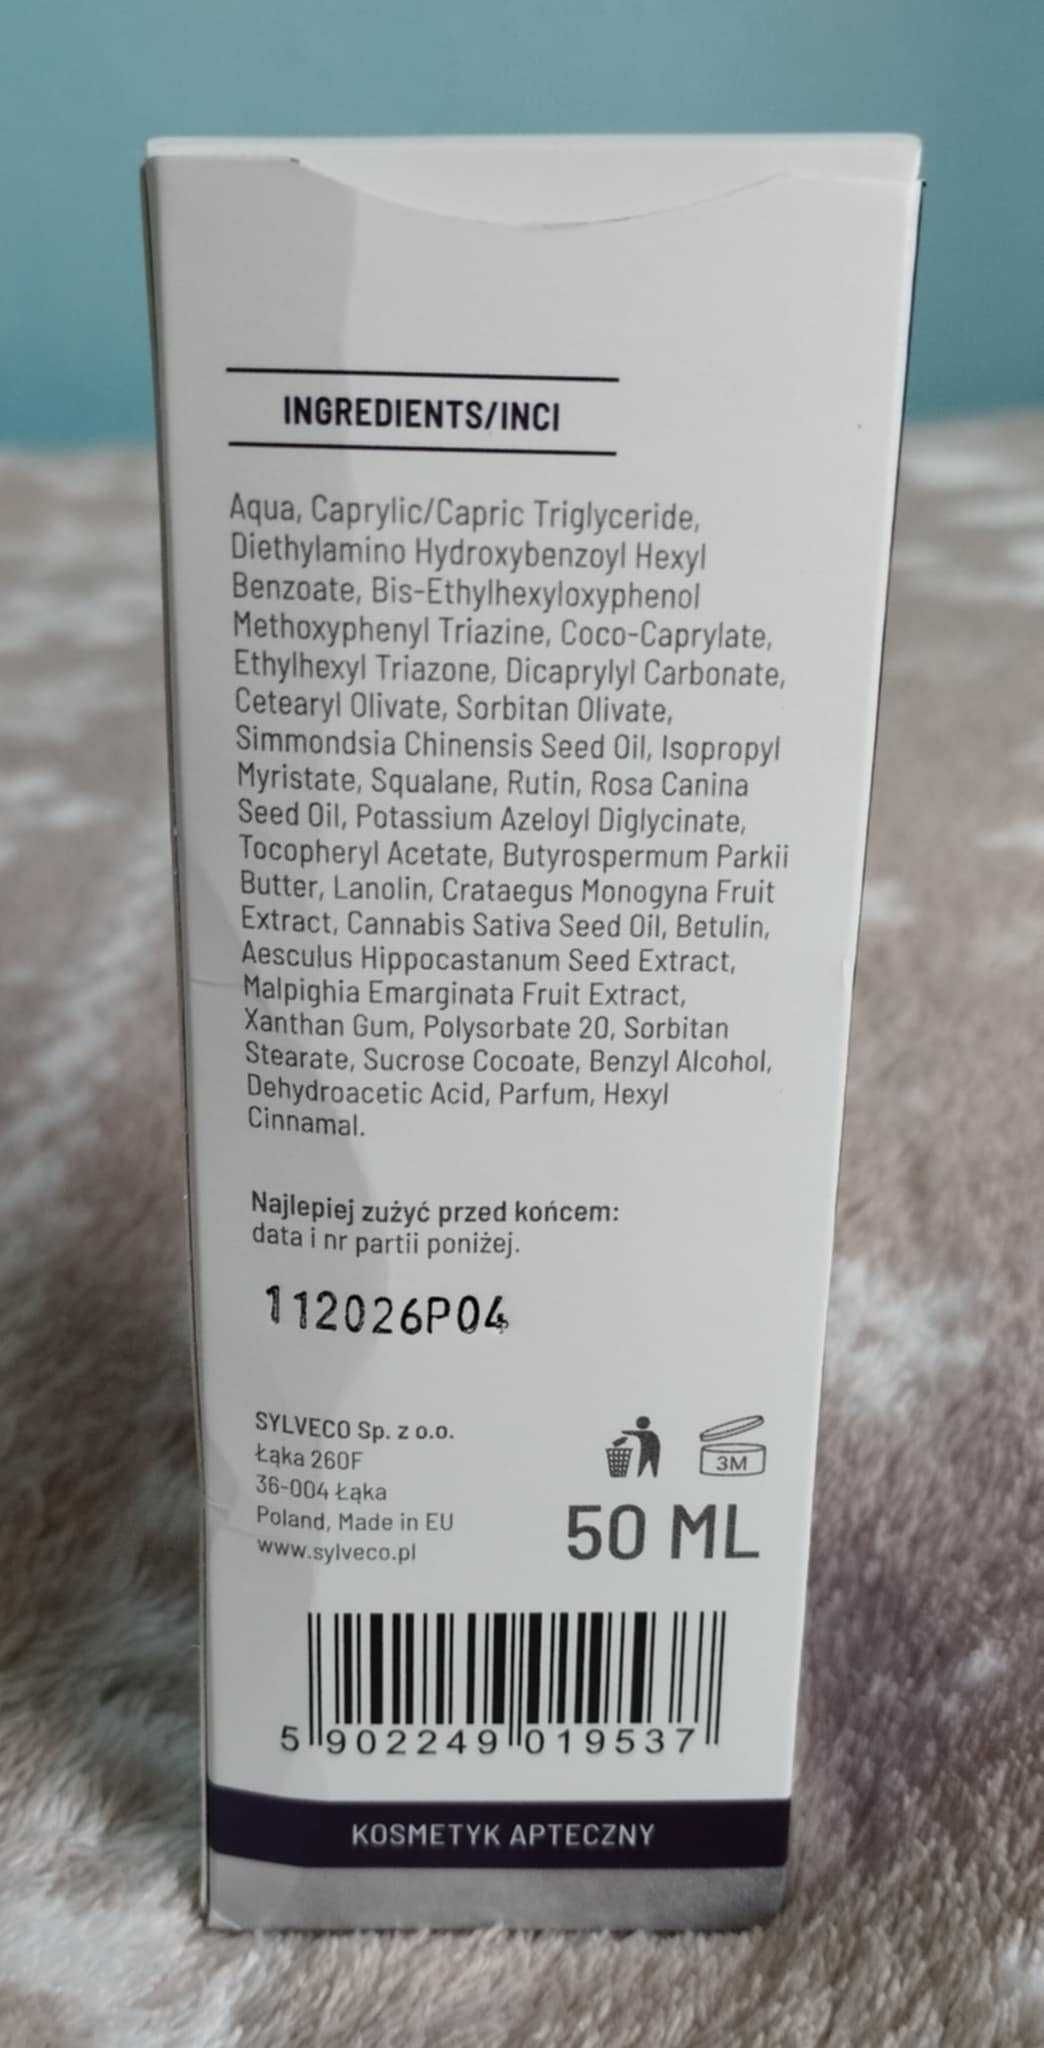 INGREDIENTS/INCI
Aqua, Caprylic/Capric Triglyceride,
Diethylamino Hydroxybenzoyl Hexyl
Benzoate, Bis-Ethylhexyloxyphenol
Methoxyphenyl Triazine, Coco-Caprylate,
Ethylhexyl Triazone, Dicaprylyl Carbonate,
Cetearyl Olivate, Sorbitan Olivate,
Simmondsia Chinensis Seed Oil, Isopropyl
Myristate, Squalane, Rutin, Rosa Canina
Seed Oil, Potassium Azeloyl Diglycinate,
Tocopheryl Acetate, Butyrospermum Parkii
Butter, Lanolin, Crataegus Monogyna Fruit
Extract, Cannabis Sativa Seed Oil, Betulin,
Aesculus Hippocastanum Seed Extract,
Malpighia Emarginata Fruit Extract,
Xanthan Gum, Polysorbate 20, Sorbitan
Stearate, Sucrose Cocoate, Benzyl Alcohol,
Dehydroacetic Acid, Parfum, Hexyl
Cinnamal.
Najlepiej zużyć przed końcem:
data i nr partii poniżej.
112026P04
SYLVECO Sp. z o.o.
Łąka 260F
36-004 Łąka
Poland, Made in EU
www.sylveco.pl
3M
50 ML
5 902249 019537
KOSMETYK APTECZNY